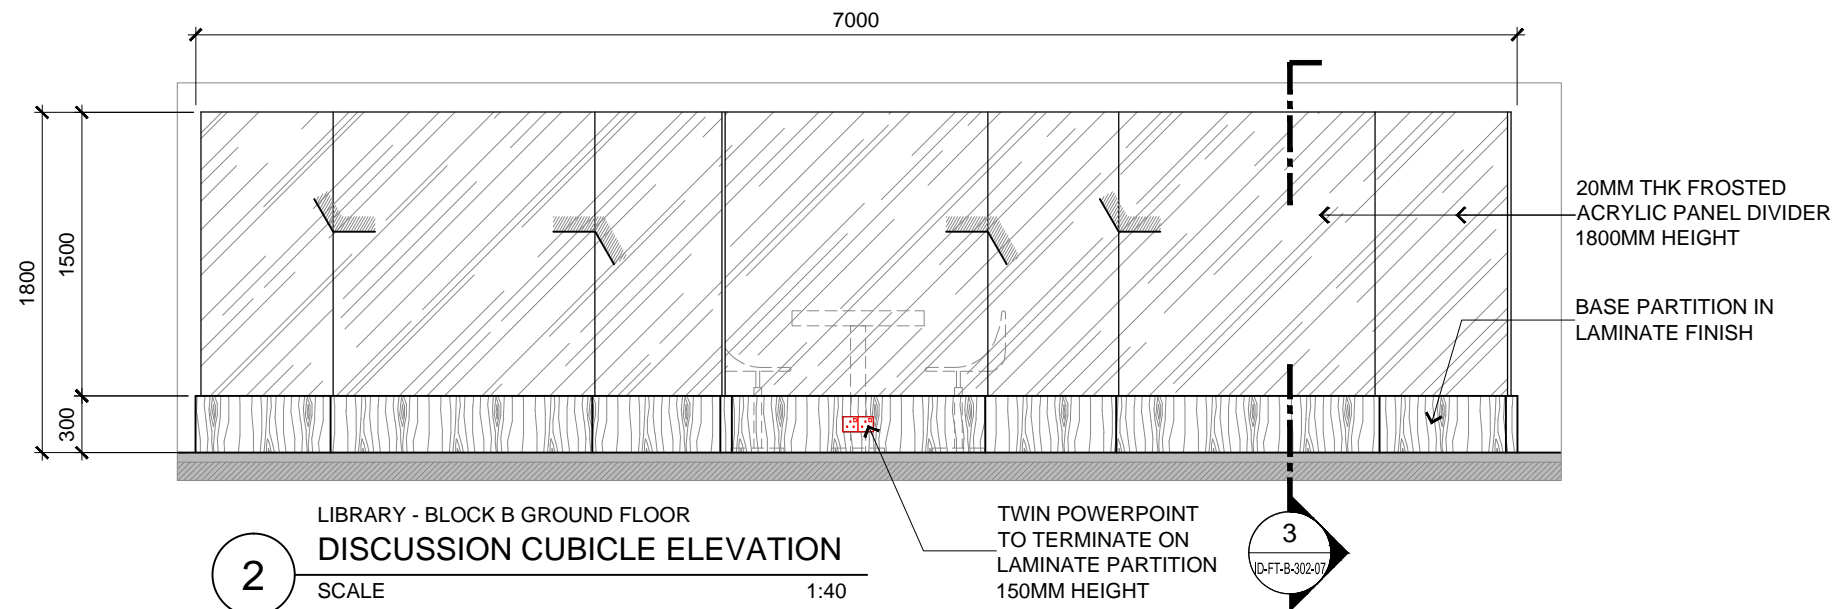 7000
1800
1500
300
20MM THK FROSTED
ACRYLIC PANEL DIVIDER
1800MM HEIGHT
BASE PARTITION IN
LAMINATE FINISH
TWIN POWERPOINT
TO TERMINATE ON
LAMINATE PARTITION
150MM HEIGHT
3
ID-FT-B-302-07
LIBRARY - BLOCK B GROUND FLOOR
2
DISCUSSION CUBICLE ELEVATION
SCALE 1:40